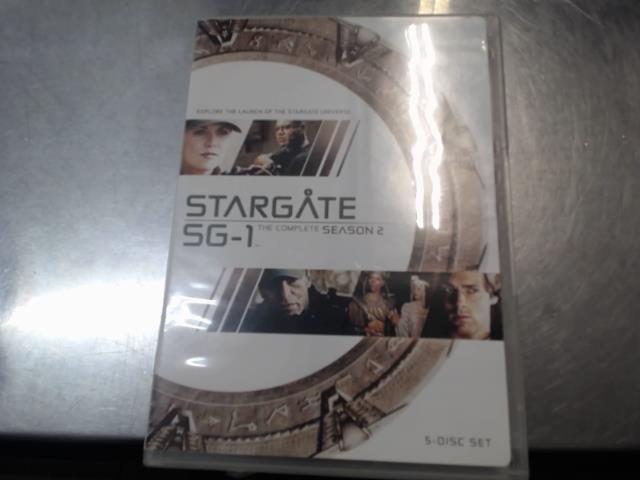 EXPLORE THE LAUNCH OF THE STARGATE UNIVERSE.
STARGATE
SG-1 THE COMPLETE SEASON 2
5-DISC SET